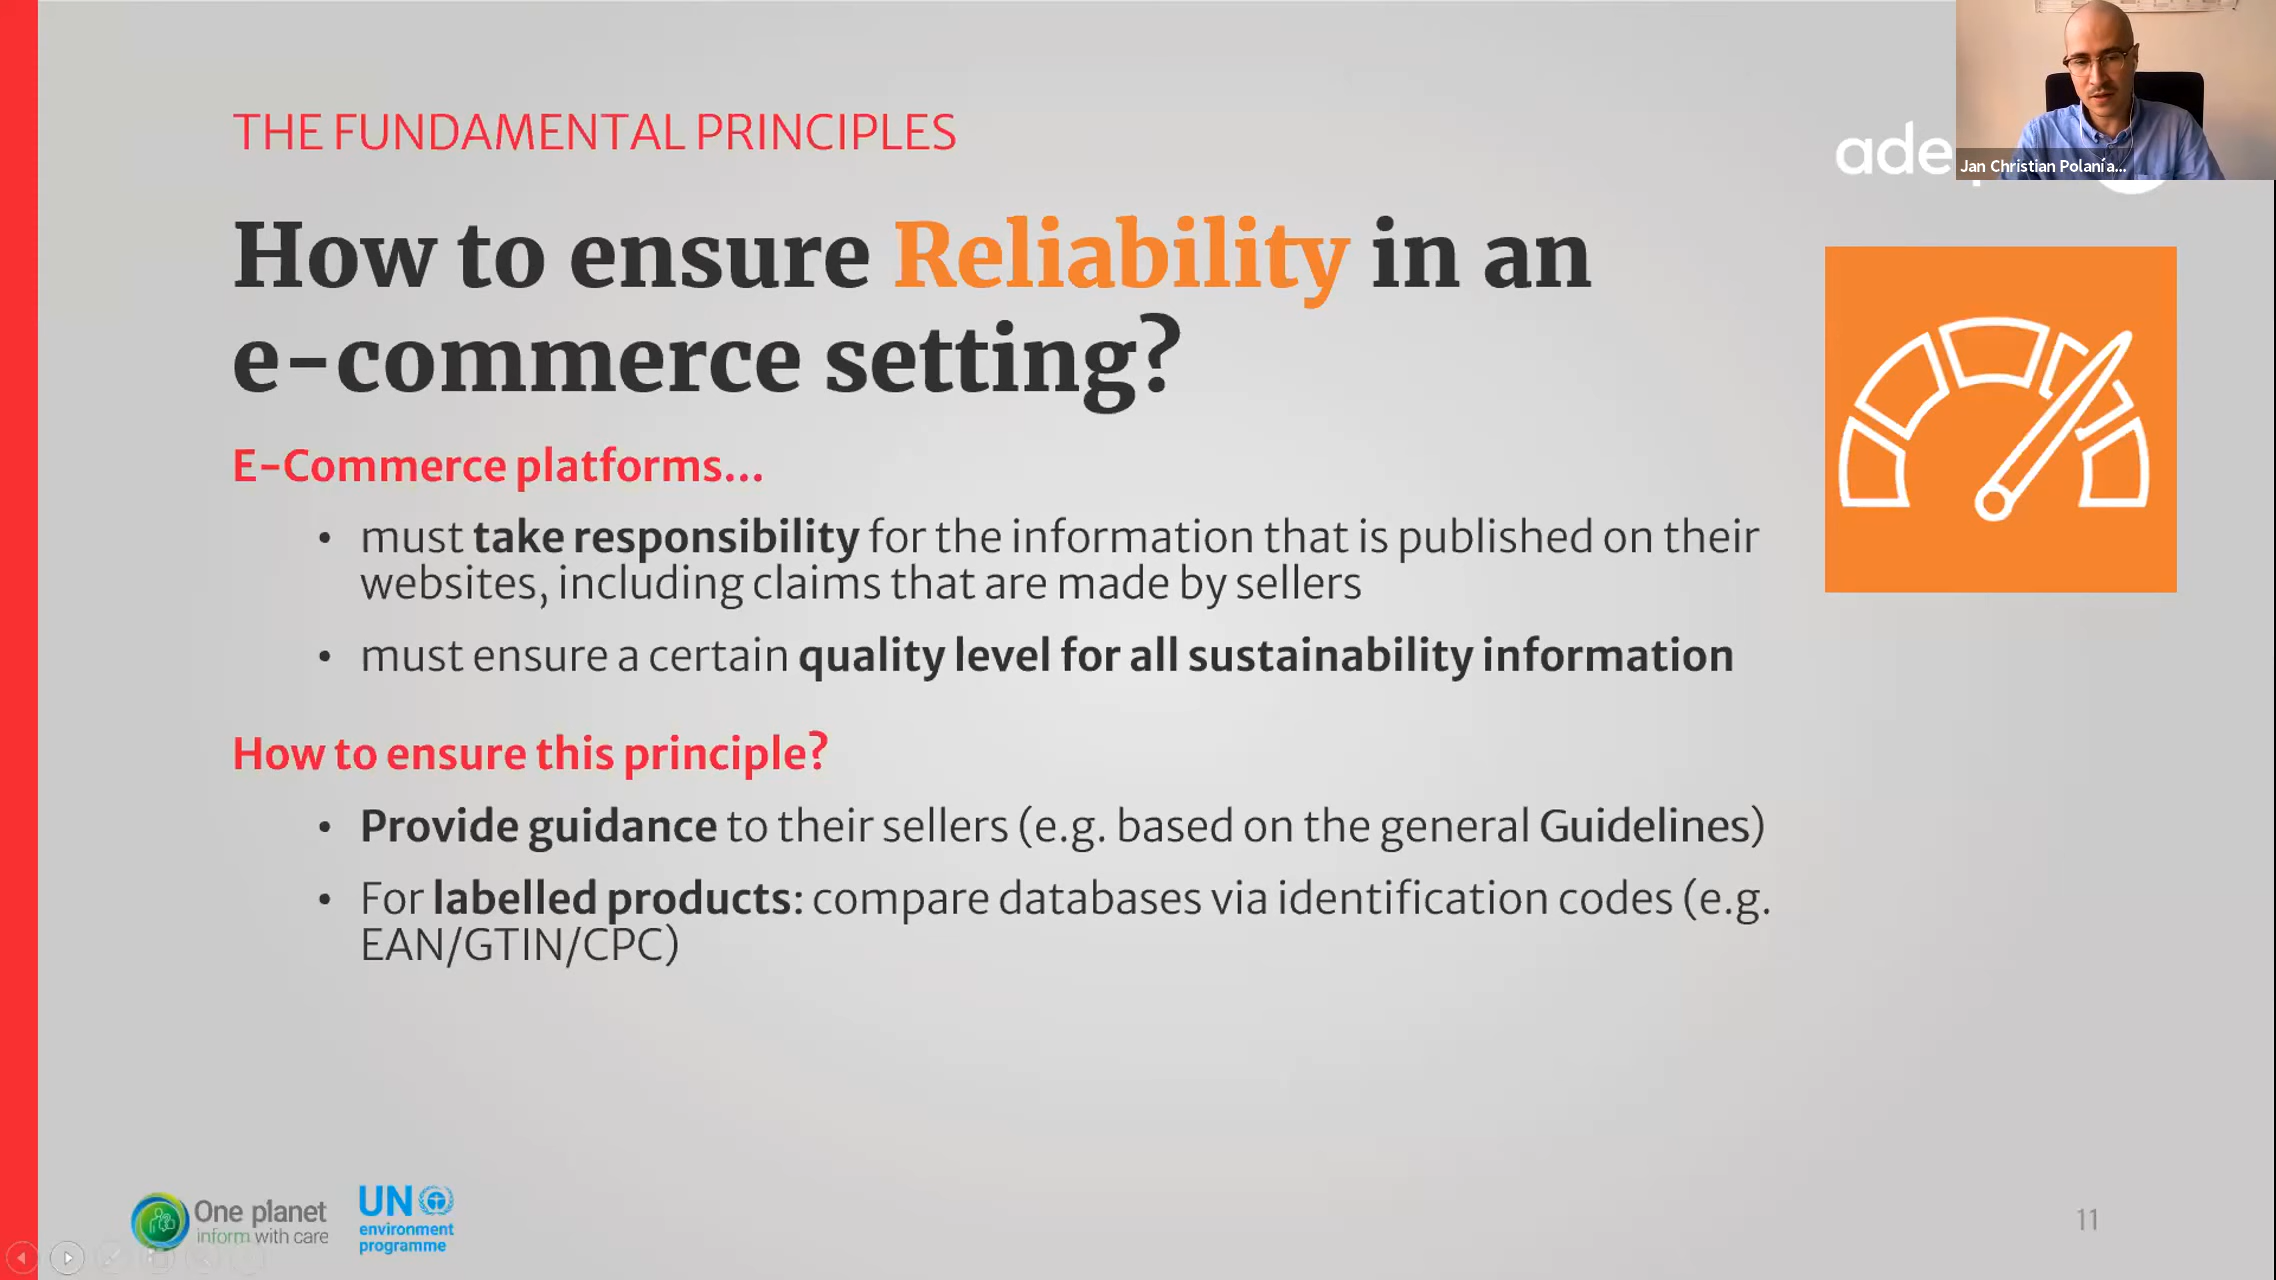 THE FUNDAMENTAL PRINCIPLES
ade
Jan Christian Polanía...
How to ensure Reliability in an
e-commerce setting?
E-Commerce platforms...
• must take responsibility for the information that is published on their
websites, including claims that are made by sellers
• must ensure a certain quality level for all sustainability information
How to ensure this principle?
• Provide guidance to their sellers (e.g. based on the general Guidelines)
• For labelled products: compare databases via identification codes (e.g.
EAN/GTIN/CPC)
One planet
inform with care
UN
environment
programme
11